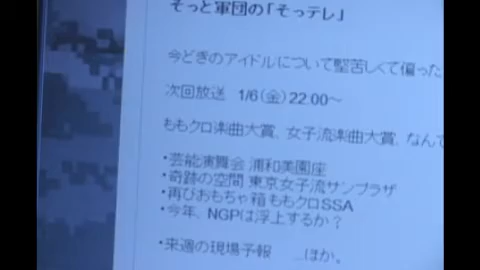 そっと軍団の「そっテレ」
今どきのアイドルについて堅苦しくて偏った
次回放送 1/6(金)22:00～
ももクロ楽曲大賞、女子流楽曲大賞、なんて
・芸能演舞会 浦和美園座
・奇跡の空間 東京女子流サンプラザ
・再びおもちゃ箱 ももクロSSA
・今年、NGPは浮上するか？
・来週の現場予報 …ほか。